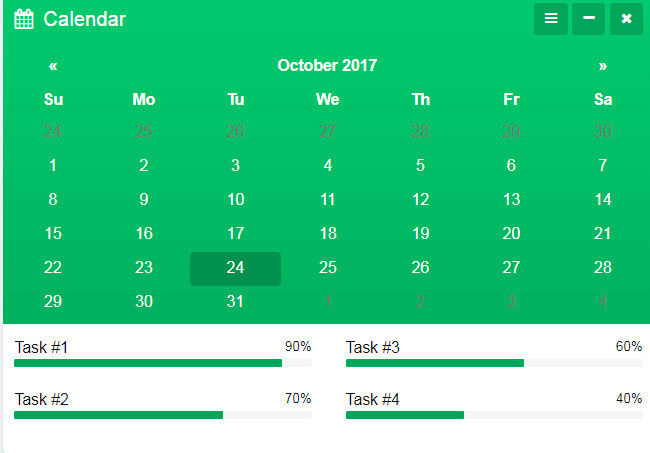 Calendar
« October 2017 »
Su Mo Tu We Th Fr Sa
24 25 26 27 28 29 30
1 2 3 4 5 6 7
8 9 10 11 12 13 14
15 16 17 18 19 20 21
22 23 24 25 26 27 28
29 30 31 1 2 3 4
Task #1 90% Task #3 60%
Task #2 70% Task #4 40%